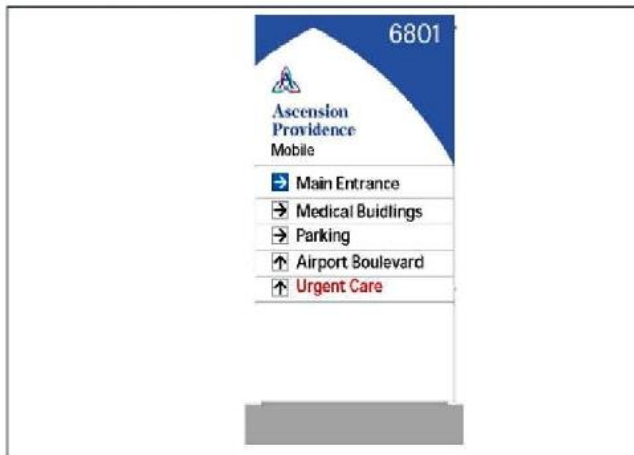 6801
Ascension
Providence
Mobile
→ Main Entrance
→ Medical Buidlings
→ Parking
↑ Airport Boulevard
↑ Urgent Care